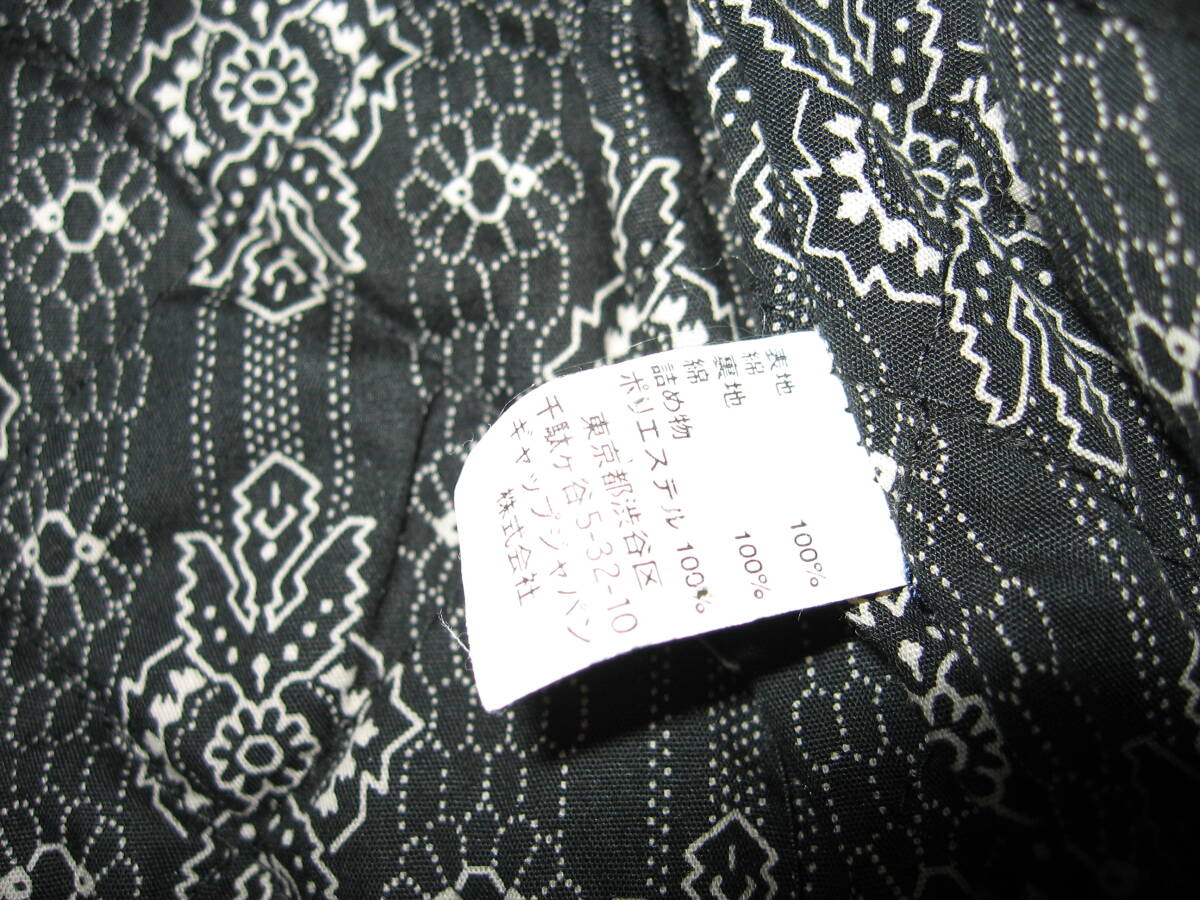 表地
綿 100%
裏地
綿 100%
詰め物
ポリエステル 100%
東京都渋谷区
千駄ケ谷5-32-10
ギャップジャパン
株式会社